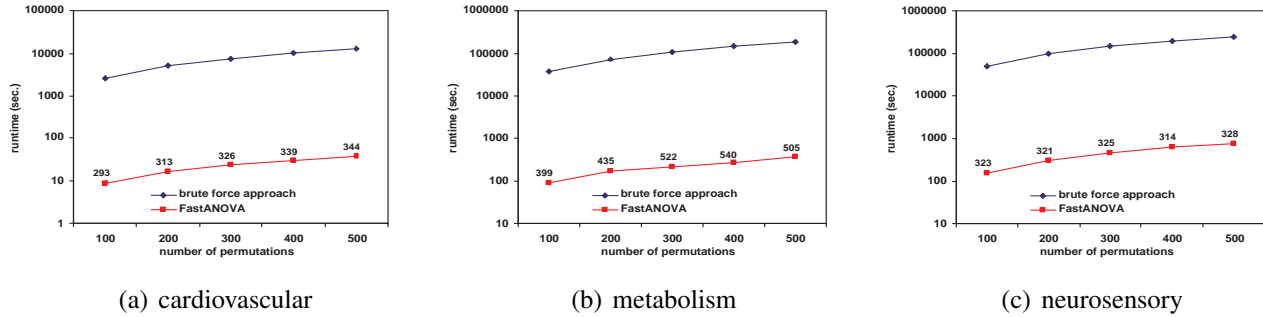 100000
10000
1000
100
10
1
runtime (sec.)
293
313
326
339
344
brute force approach
FastANOVA
100 200 300 400 500
number of permutations
(a) cardiovascular
1000000
100000
10000
1000
100
10
runtime (sec.)
399
435
522
540
505
brute force approach
FastANOVA
100 200 300 400 500
number of permutations
(b) metabolism
1000000
100000
10000
1000
100
10
runtime (sec.)
323
321
325
314
328
brute force approach
FastANOVA
100 200 300 400 500
number of permutations
(c) neurosensory